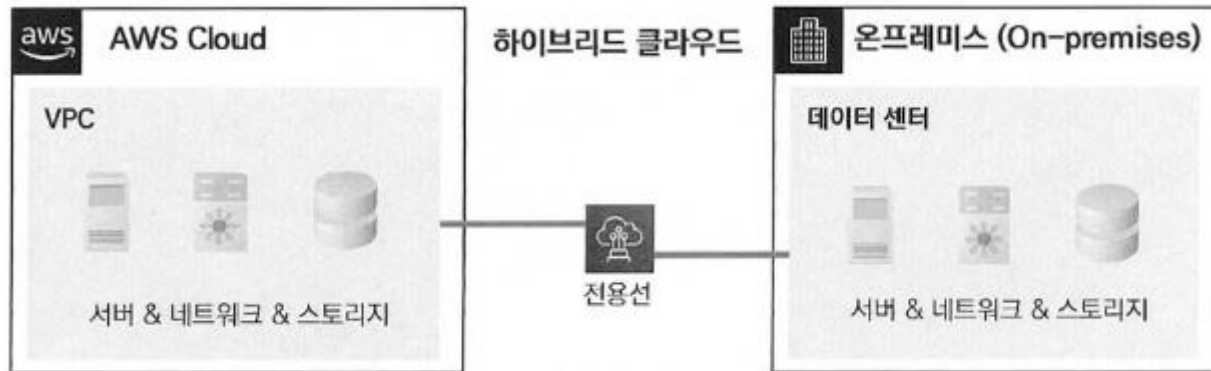 aws
AWS Cloud
VPC
서버 & 네트워크 & 스토리지
하이브리드 클라우드
전용선
온프레미스 (On-premises)
데이터 센터
서버 & 네트워크 & 스토리지